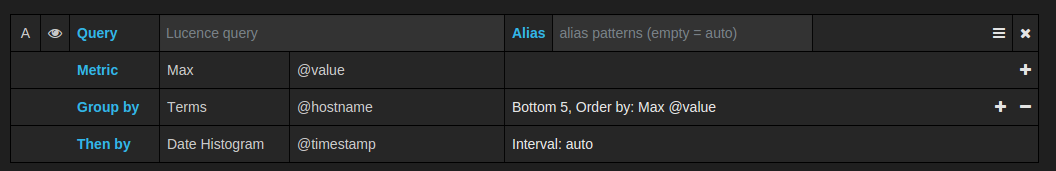 A Query Lucence query Alias alias patterns (empty = auto)
Metric Max @value
Group by Terms @hostname Bottom 5, Order by: Max @value
Then by Date Histogram @timestamp Interval: auto